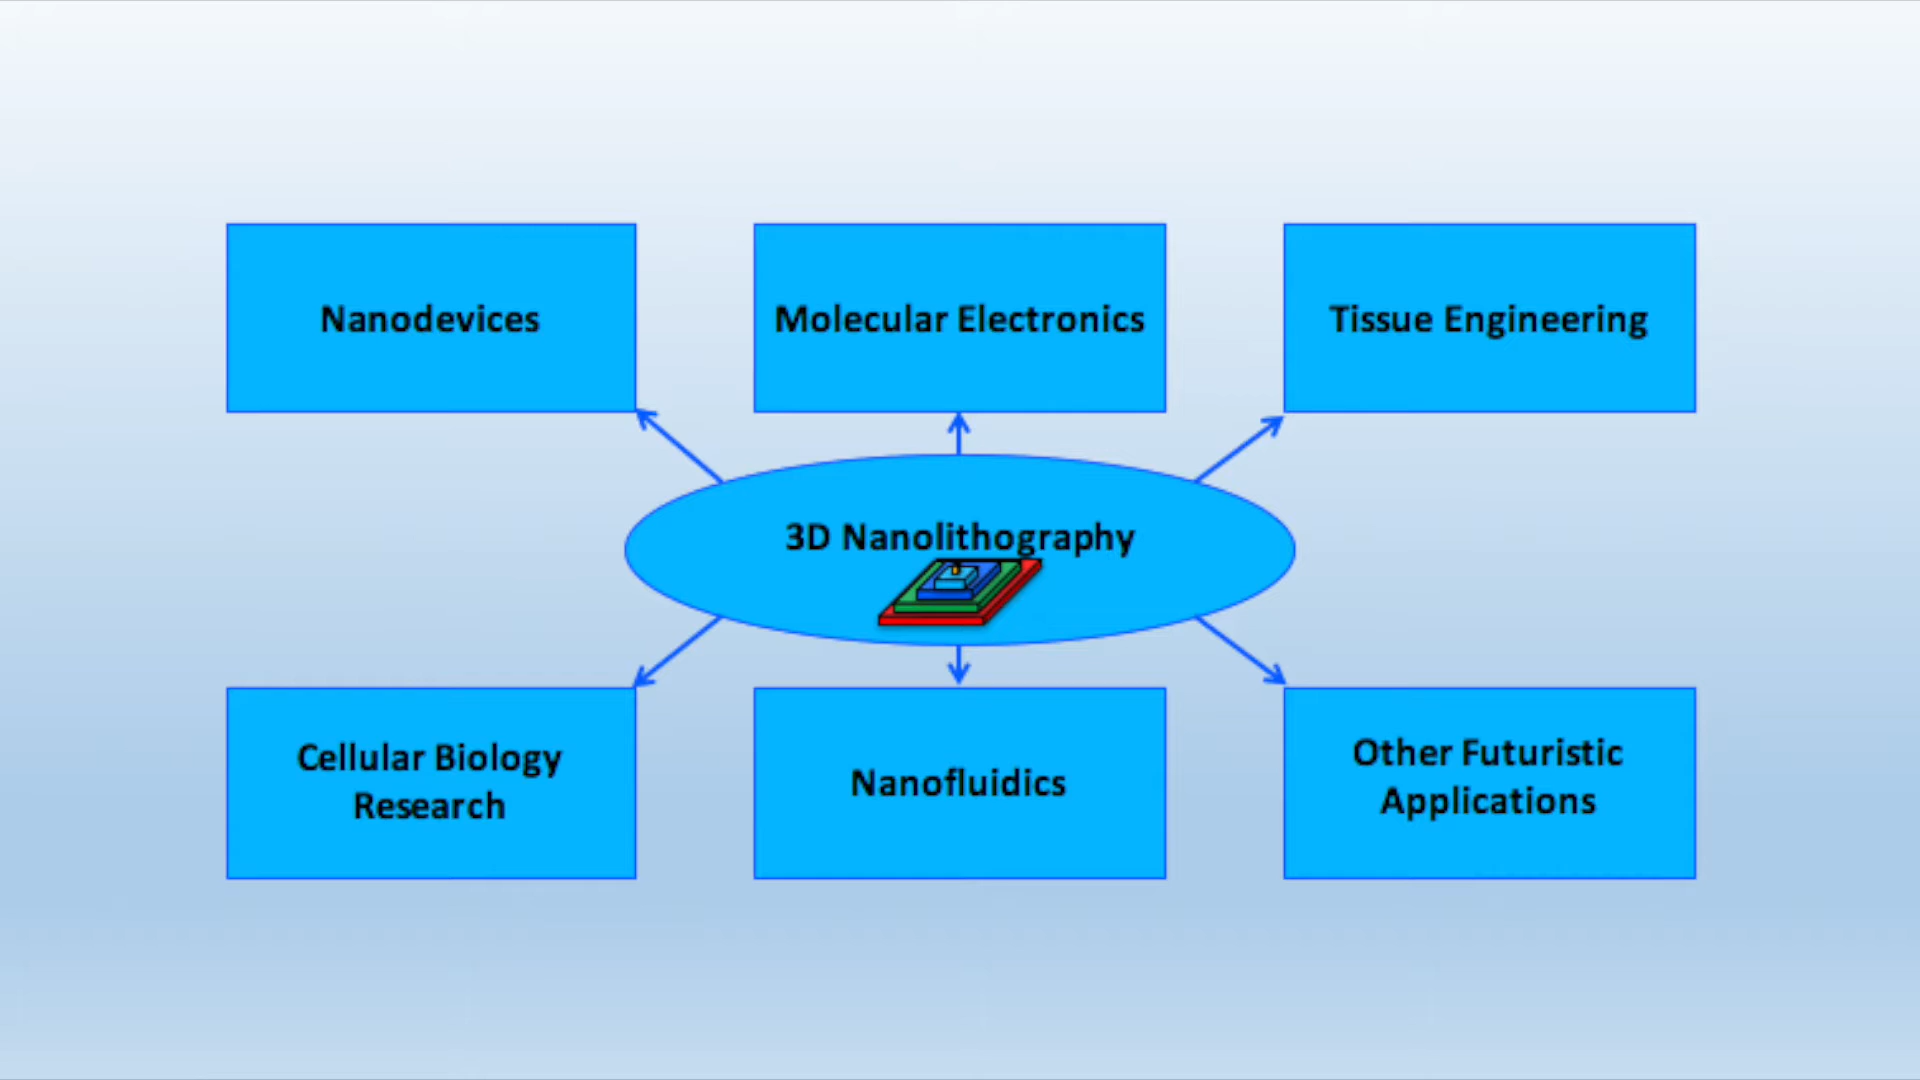 Nanodevices
Molecular Electronics
Tissue Engineering
3D Nanolithography
Cellular Biology
Research
Nanofluidics
Other Futuristic
Applications